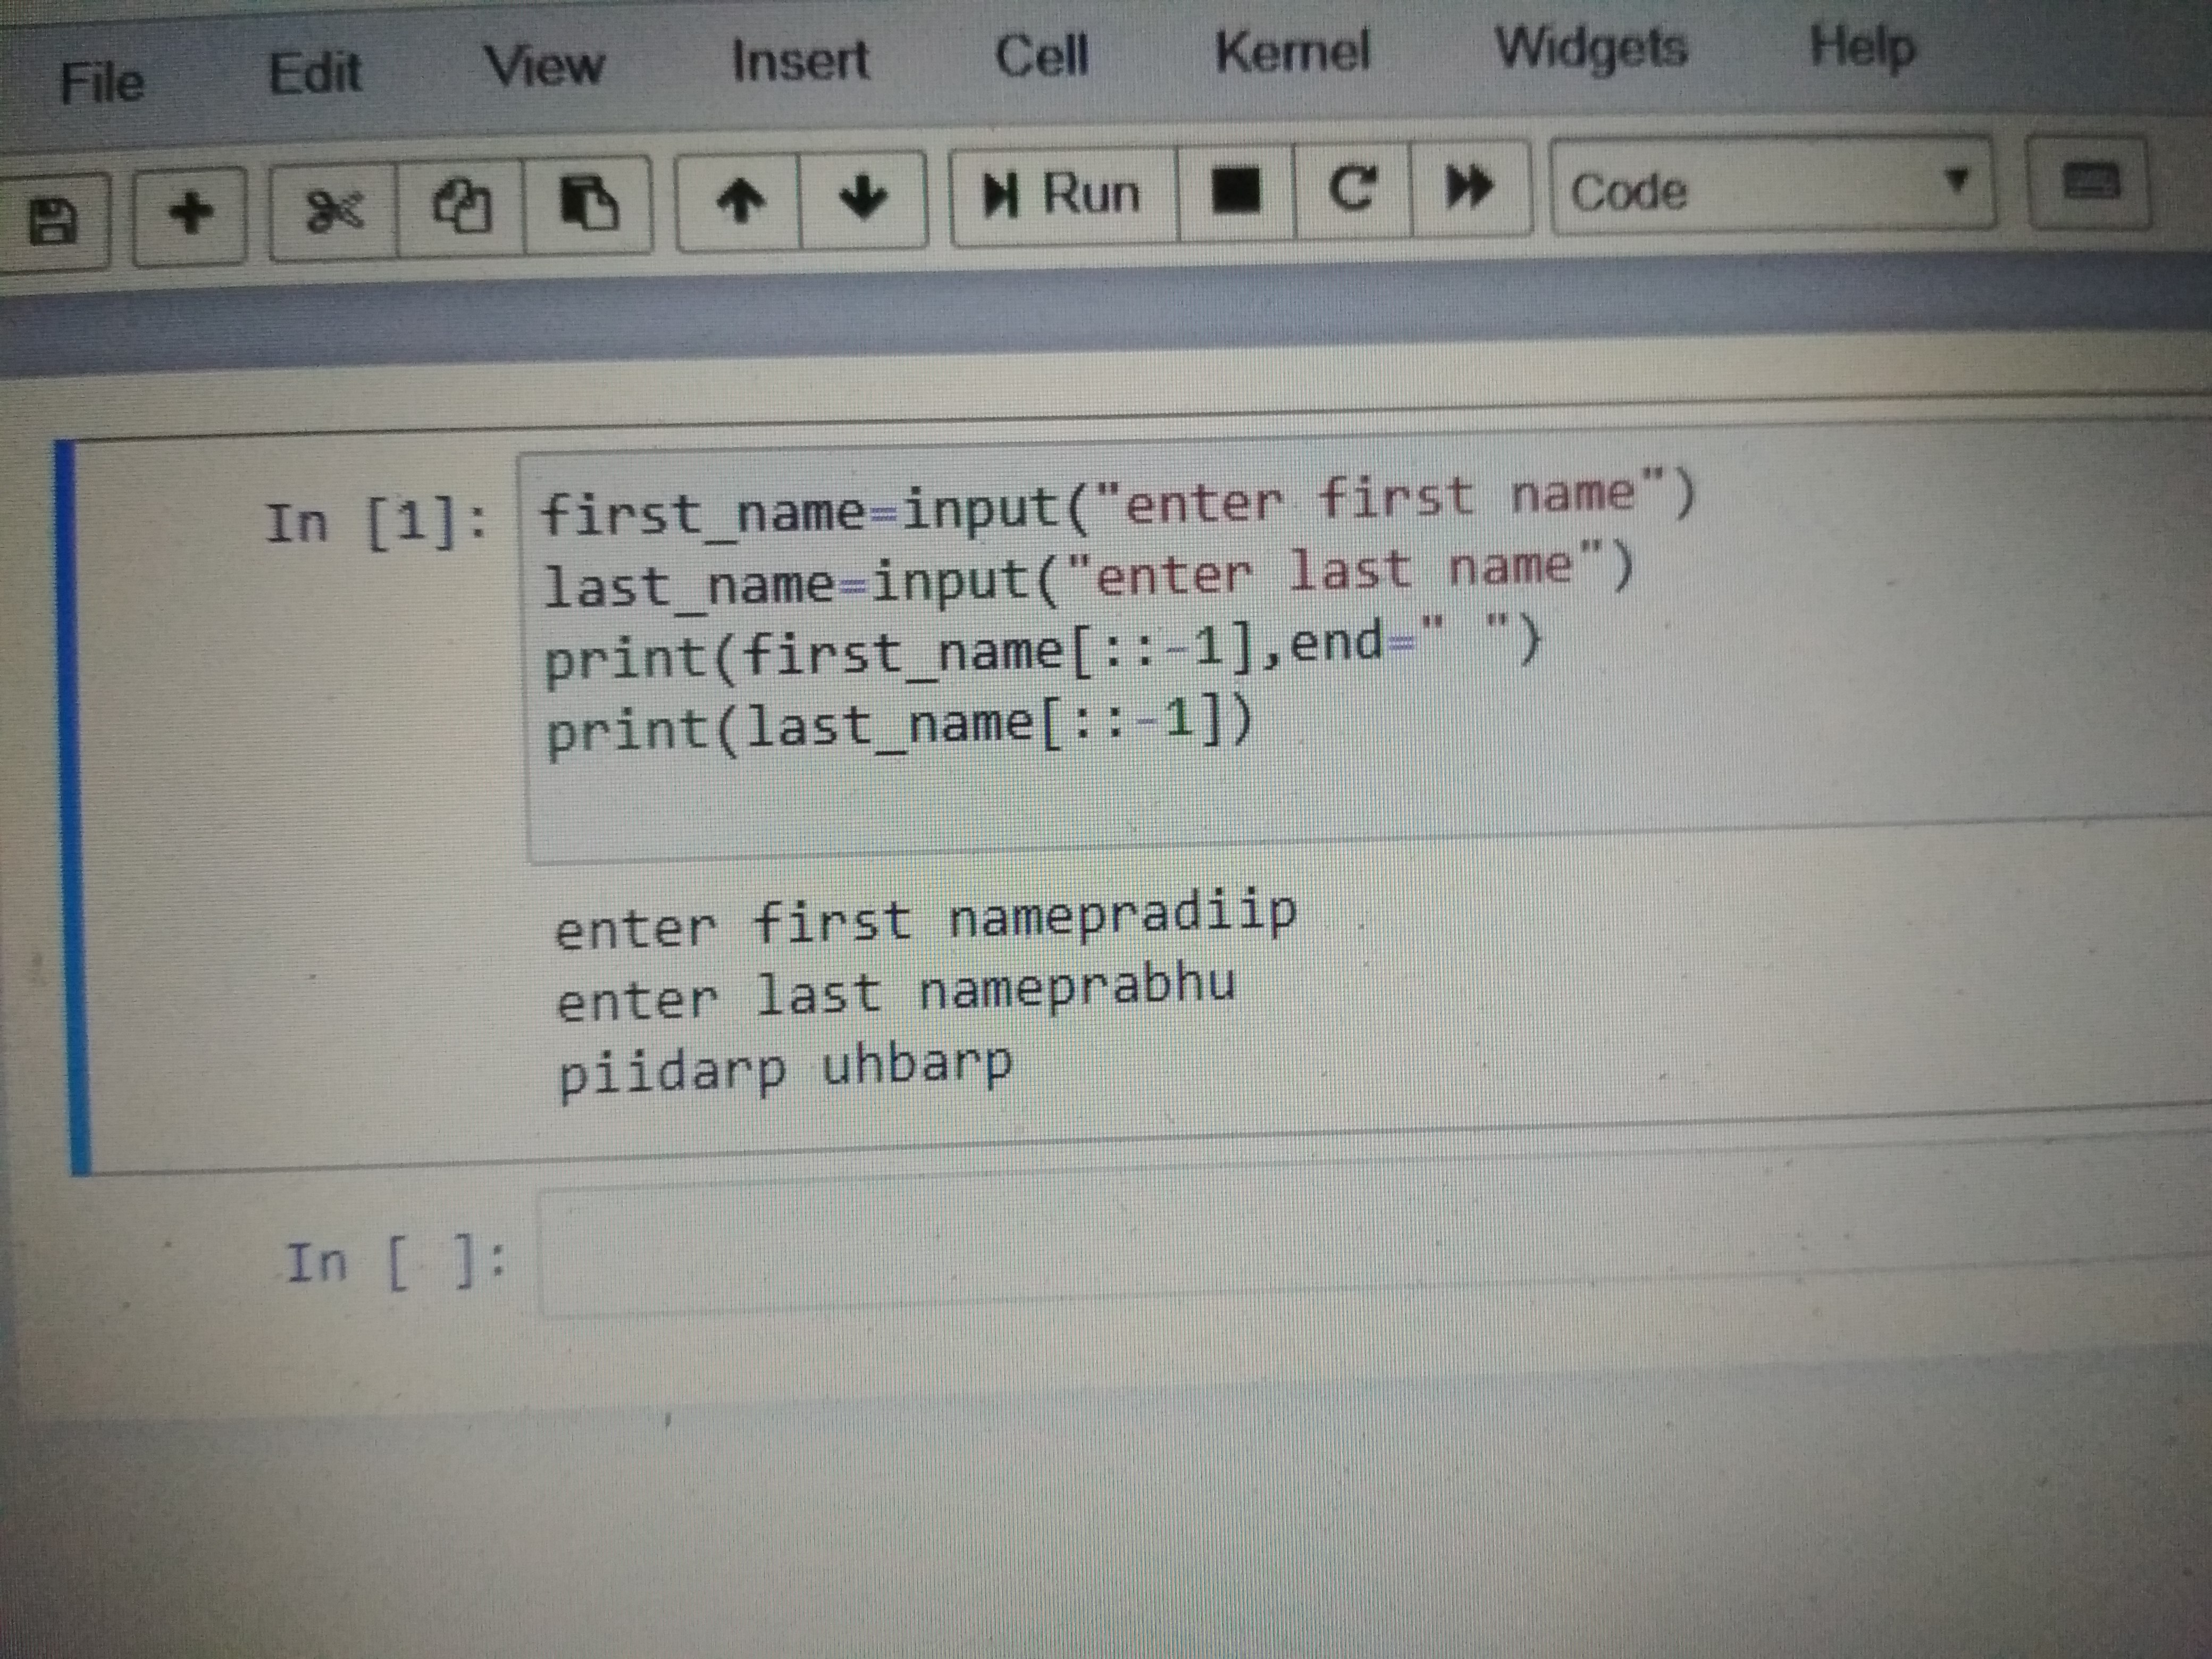 File Edit View Insert Cell Kernel Widgets Help
Run Code
In [1]: first_name=input("enter first name")
last_name=input("enter last name")
print(first_name[::-1],end=" ")
print(last_name[::-1])
enter first namepradiip
enter last nameprabhu
piidarp uhbarp
In [ ]: